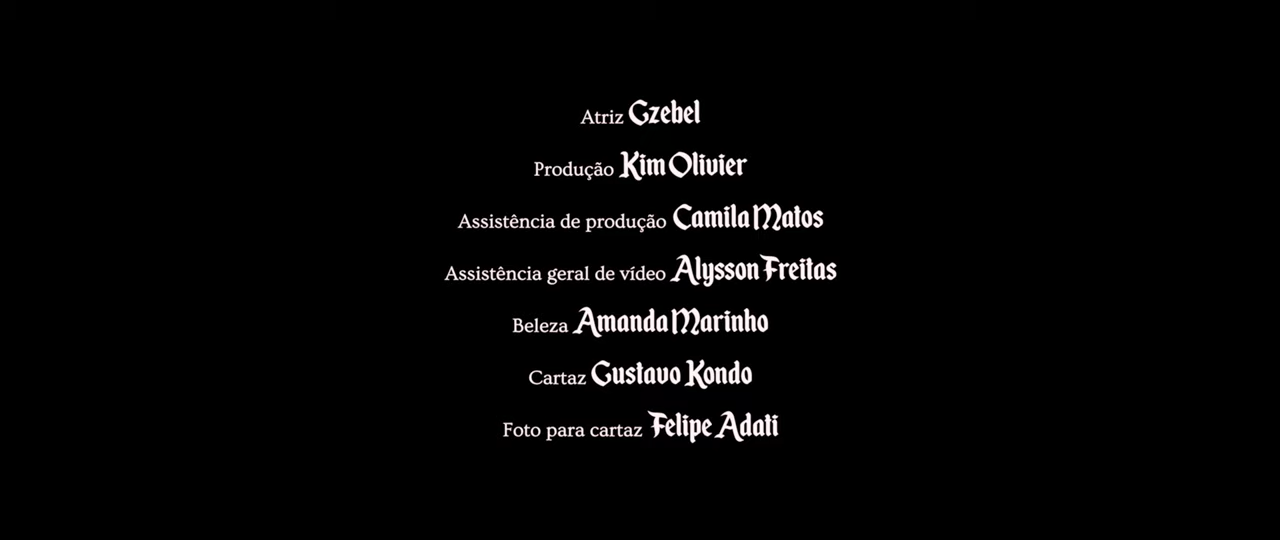 Atriz Gzebel
Produção Kim Olivier
Assistência de produção Camila Matos
Assistência geral de vídeo Alysson Freitas
Beleza Amanda Marinho
Cartaz Gustavo Kondo
Foto para cartaz Felipe Adati